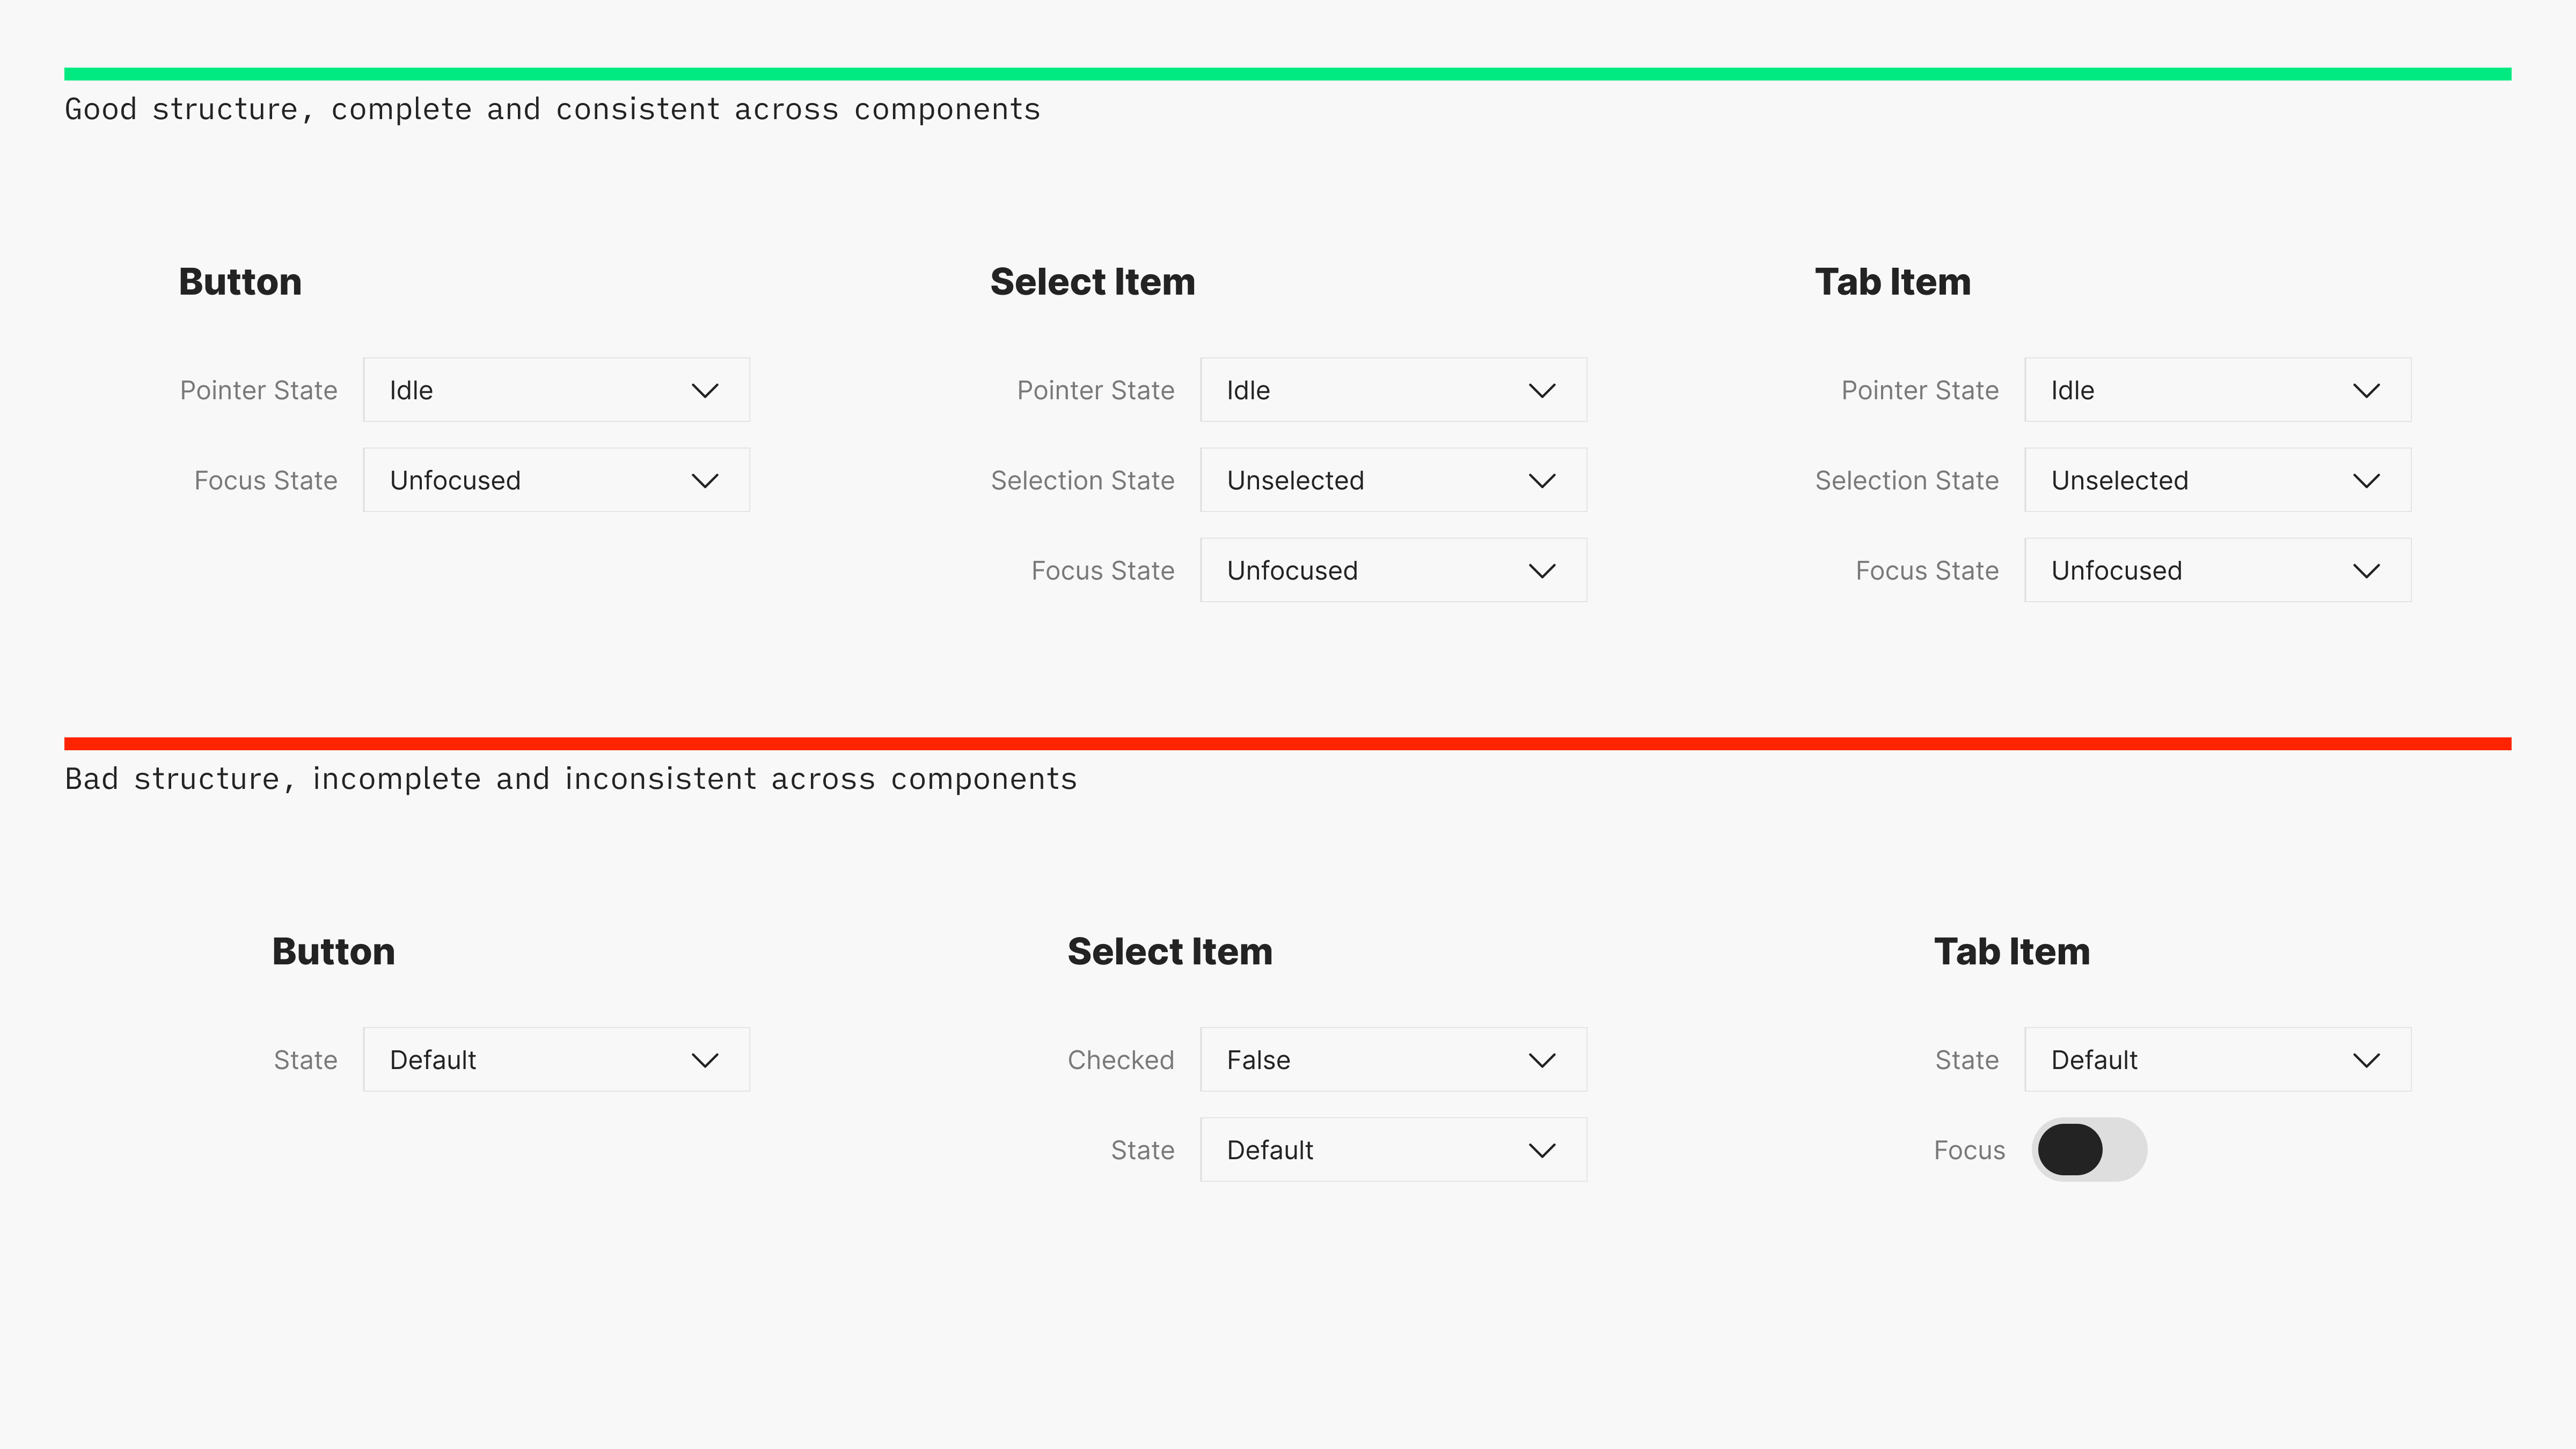 Good structure, complete and consistent across components
Button
Select Item
Tab Item
Pointer State Idle
Pointer State Idle
Pointer State Idle
Focus State Unfocused
Selection State Unselected
Selection State Unselected
Focus State Unfocused
Focus State Unfocused
Bad structure, incomplete and inconsistent across components
Button
Select Item
Tab Item
State Default
Checked False
State Default
State Default
Focus